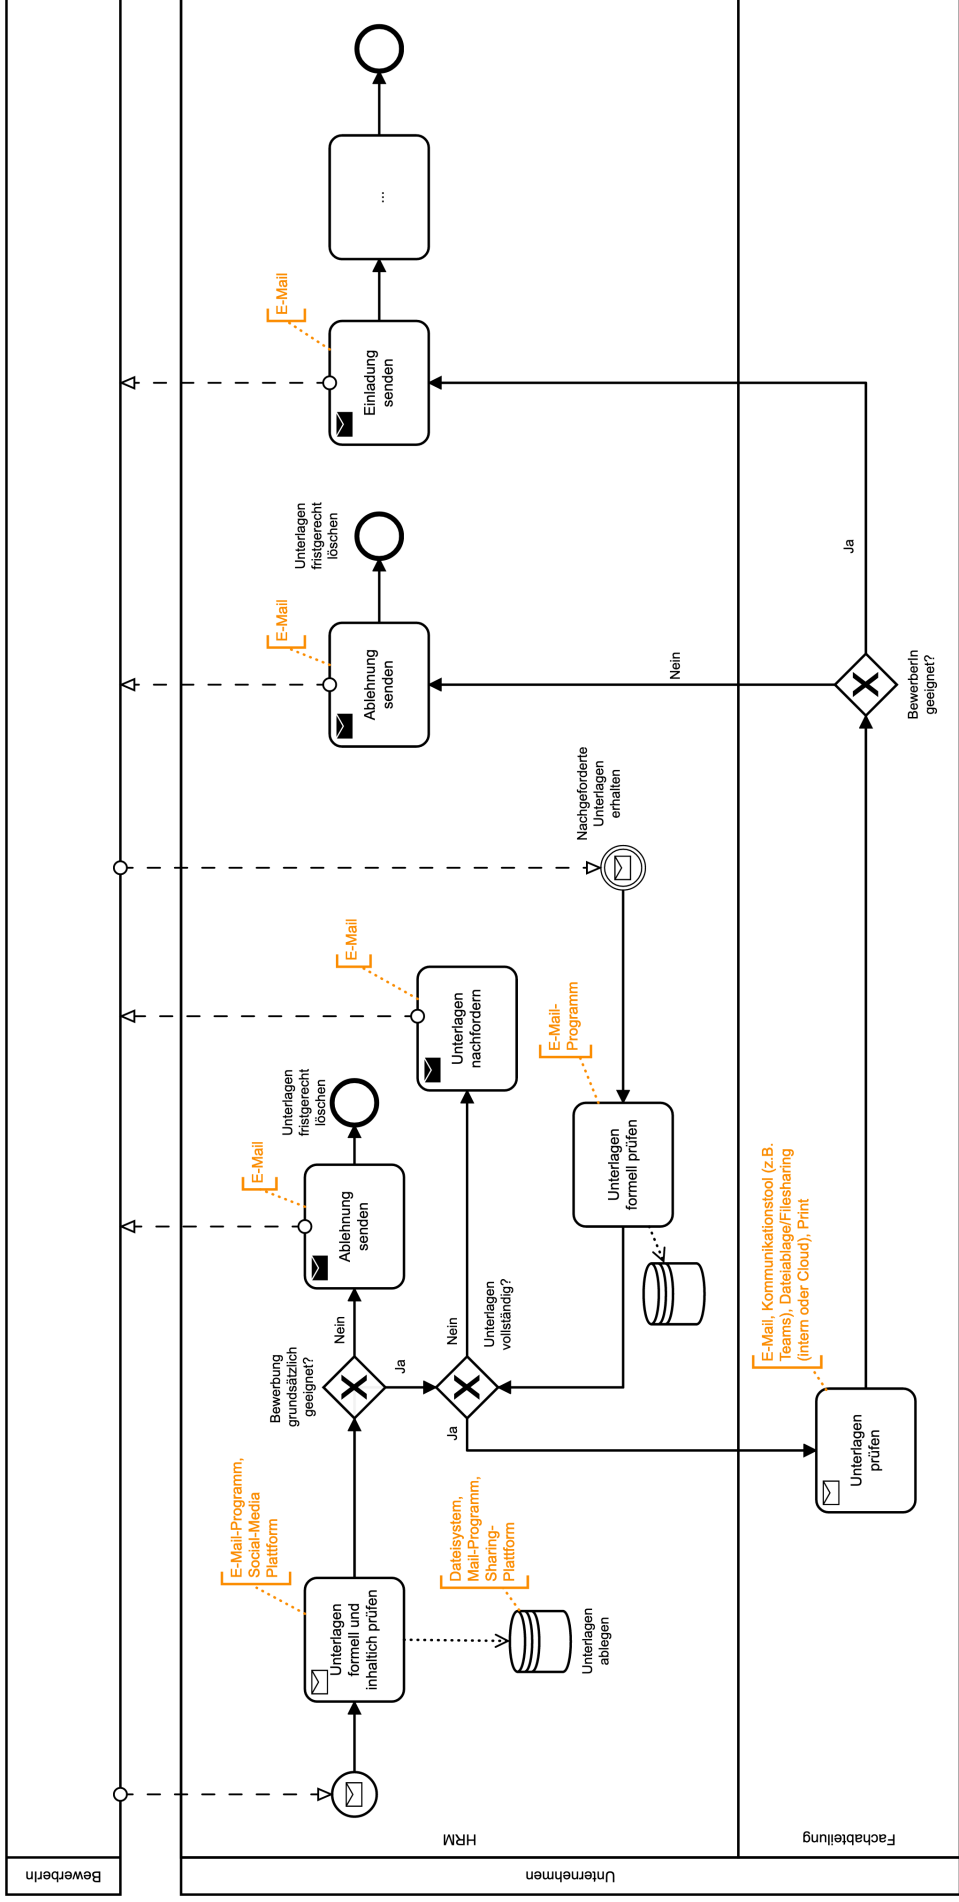 BewerberIn
Unternehmen
HRM
Fachabteilung
E-Mail-Programm,
Social-Media
Plattform
Unterlagen
formell und
inhaltich prüfen
Dateisystem,
Mail-Programm,
Sharing-
Plattform
Unterlagen
ablegen
Bewerbung
grundsätzlich
geeignet?
Nein
Ja
E-Mail
Ablehnung
senden
Unterlagen
fristgerecht
löschen
Unterlagen
vollständig?
Nein
Ja
E-Mail
Unterlagen
nachfordern
Nachgeforderte
Unterlagen
erhalten
E-Mail-
Programm
Unterlagen
formell prüfen
E-Mail, Kommunikationstool (z.B.
Teams), Dateiablage/Filesharing
(intern oder Cloud), Print
Unterlagen
prüfen
BewerberIn
geeignet?
Nein
Ja
E-Mail
Ablehnung
senden
Unterlagen
fristgerecht
löschen
E-Mail
Einladung
senden
...